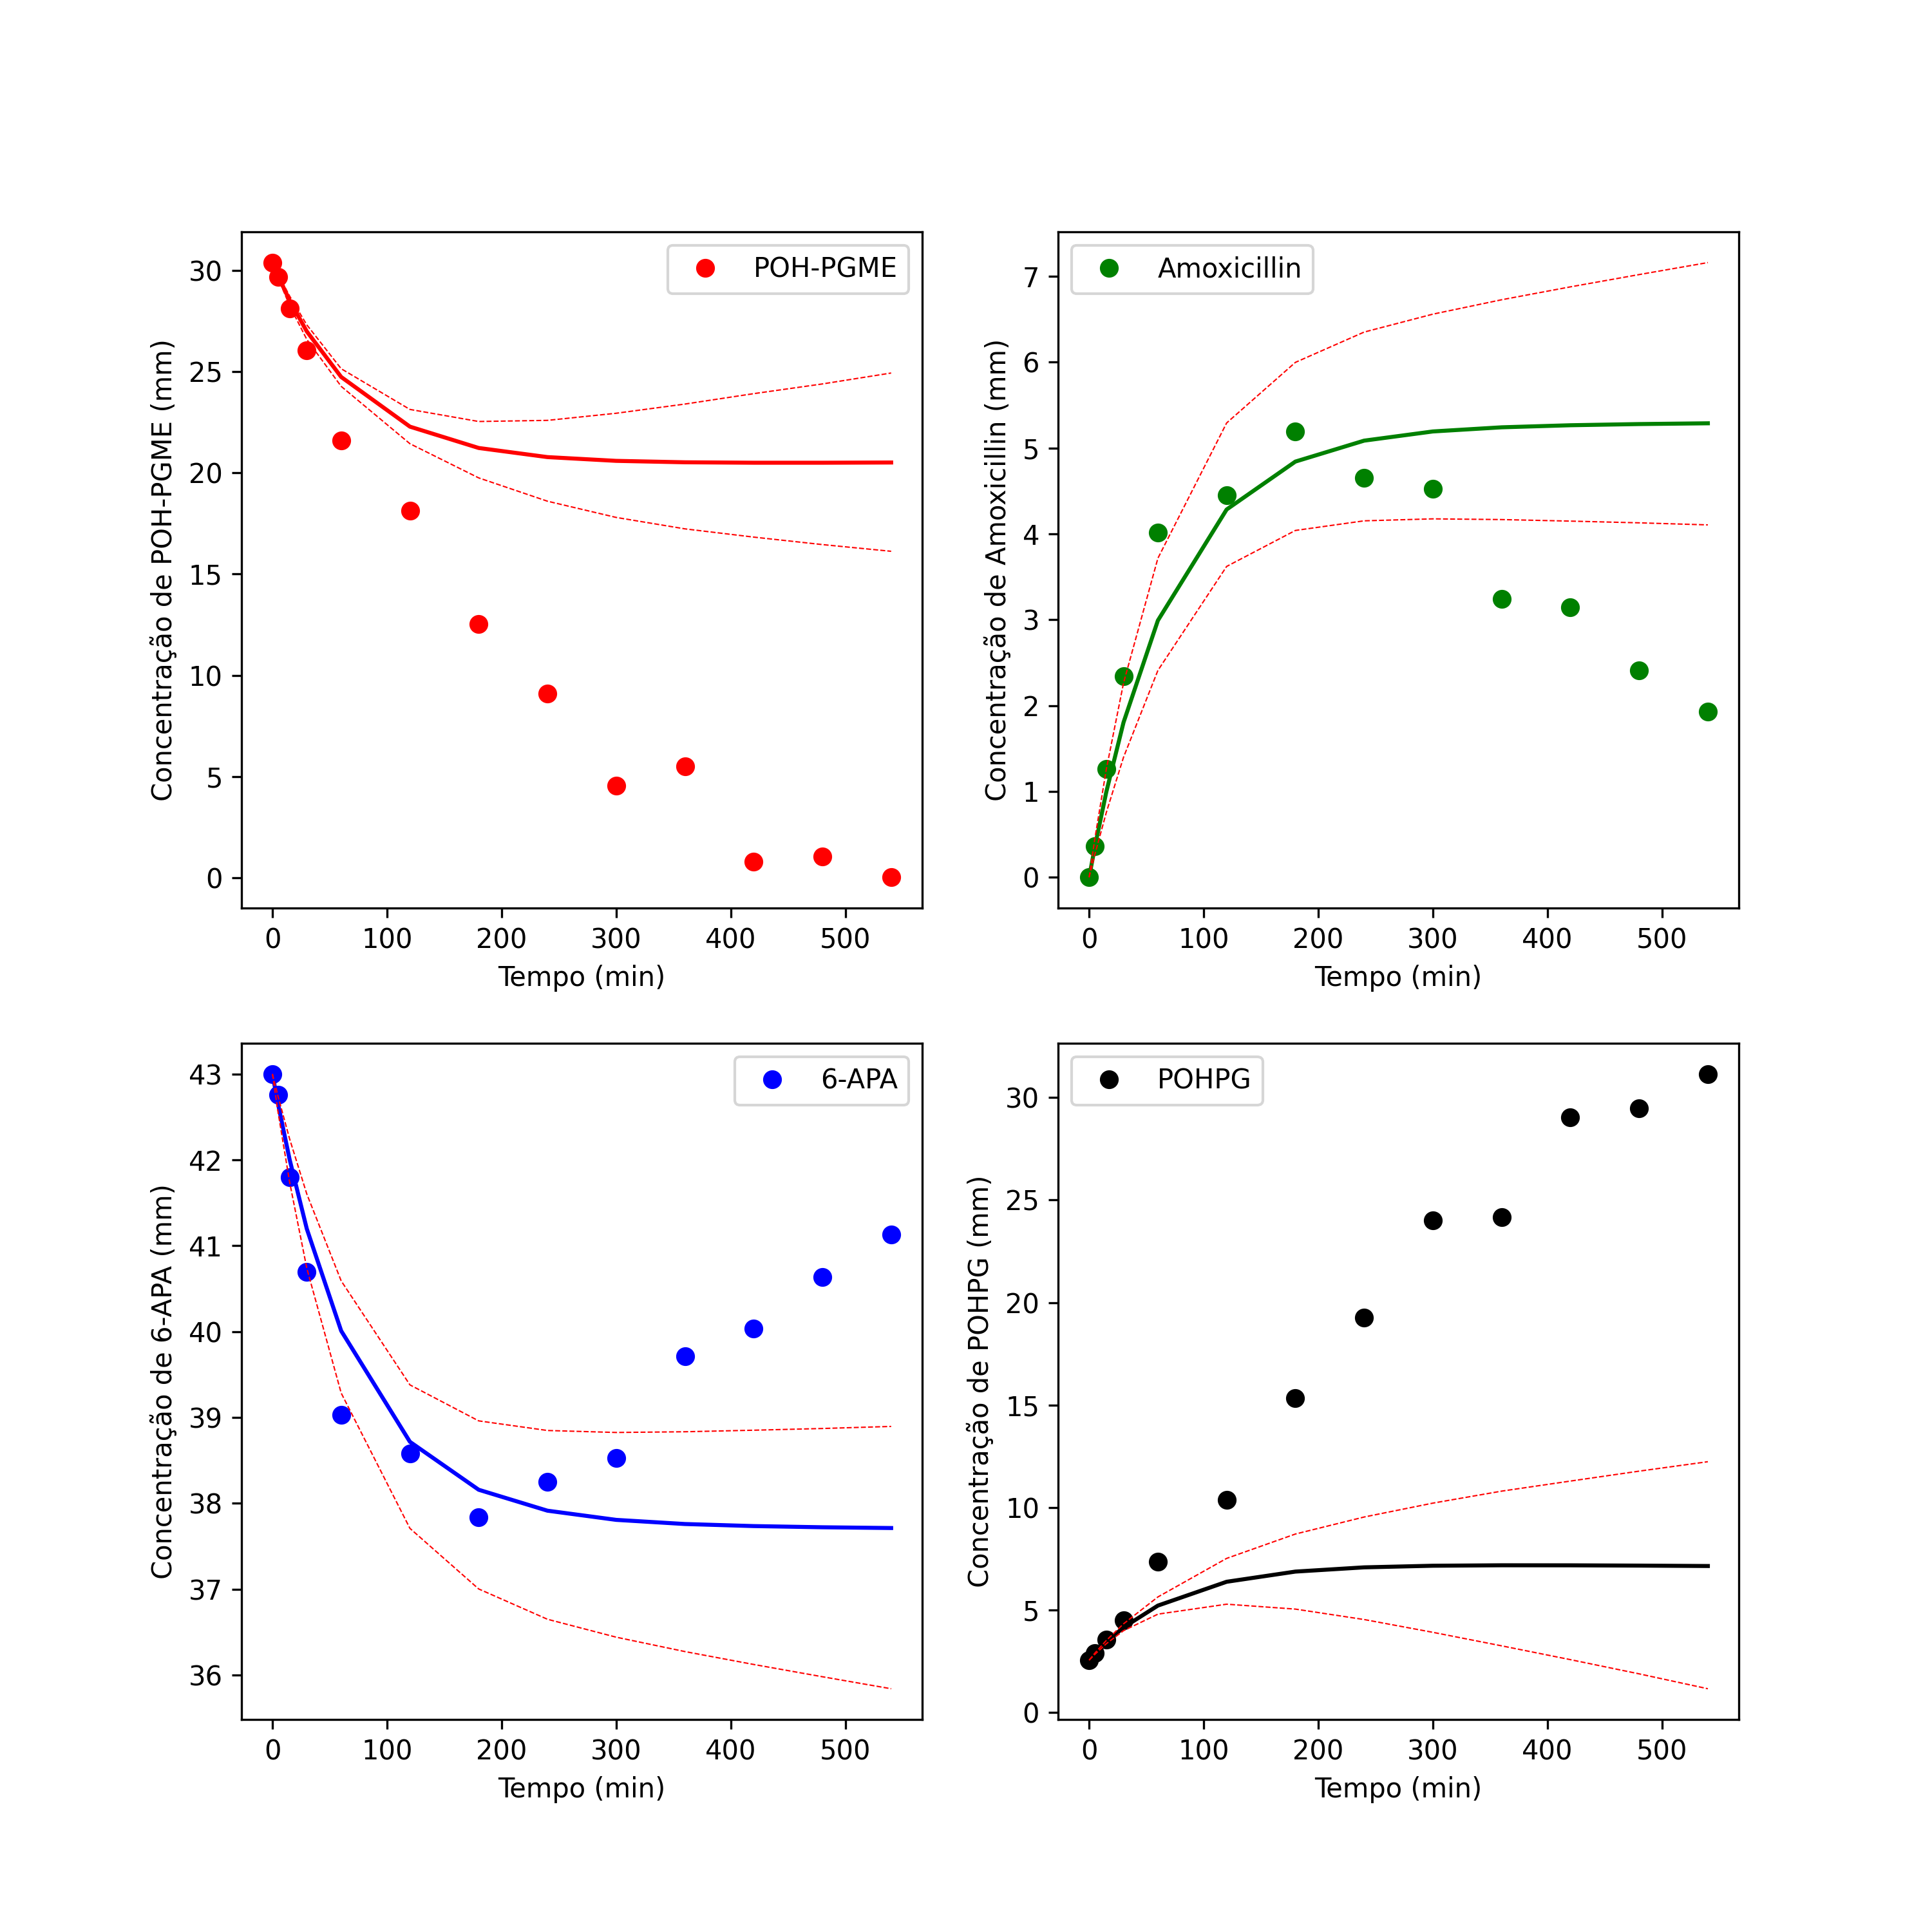 POH-PGME
30
25
20
15
10
5
0
Concentração de POH-PGME (mm)
0 100 200 300 400 500
Tempo (min)
Amoxicillin
7
6
5
4
3
2
1
0
Concentração de Amoxicillin (mm)
0 100 200 300 400 500
Tempo (min)
6-APA
43
42
41
40
39
38
37
36
Concentração de 6-APA (mm)
0 100 200 300 400 500
Tempo (min)
POHPG
30
25
20
15
10
5
0
Concentração de POHPG (mm)
0 100 200 300 400 500
Tempo (min)